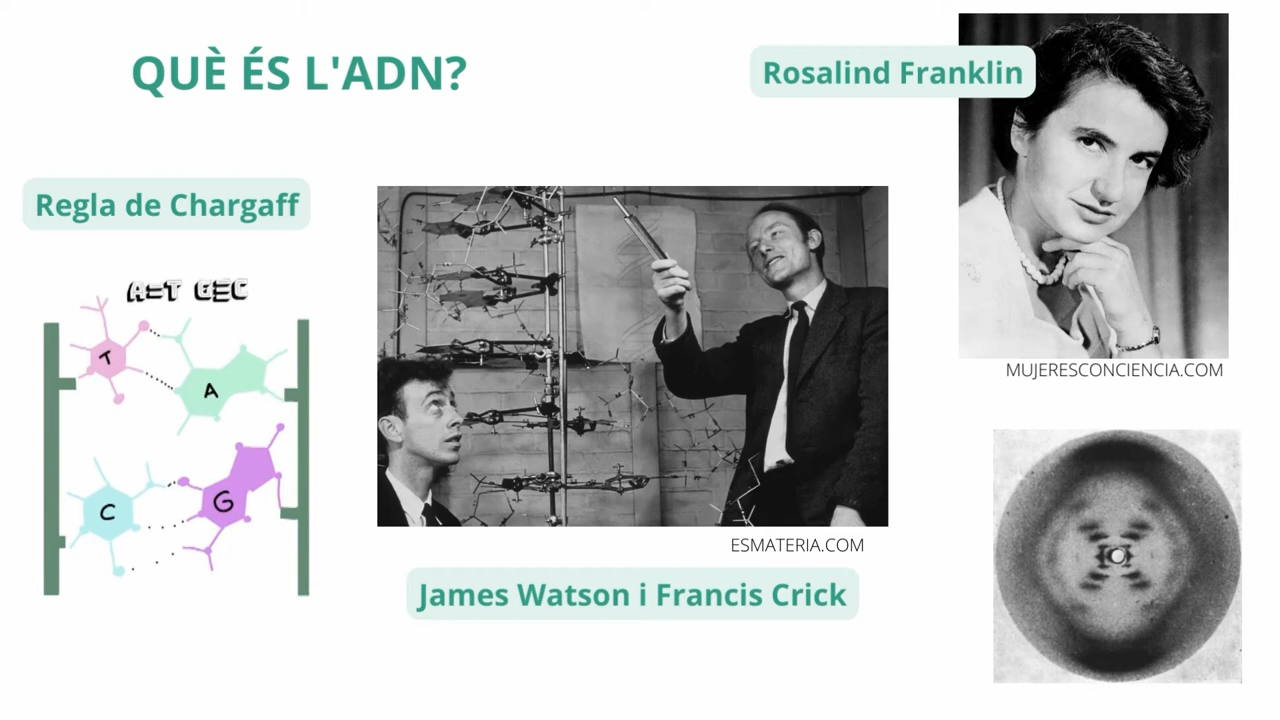 QUÈ ÉS L'ADN?
Rosalind Franklin
Regla de Chargaff
A=T G≡C
T
A
C
G
MUJERESCONCIENCIA.COM
ESMATERIA.COM
James Watson i Francis Crick